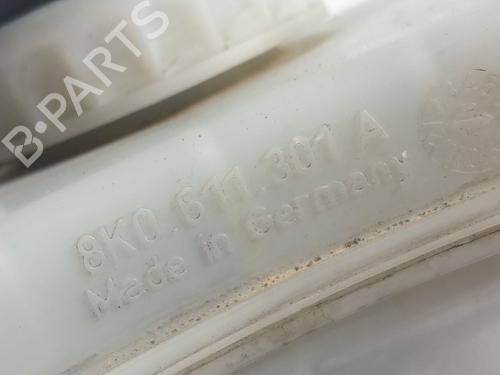 B-PARTS
8K0.611.301 A
Made in Germany